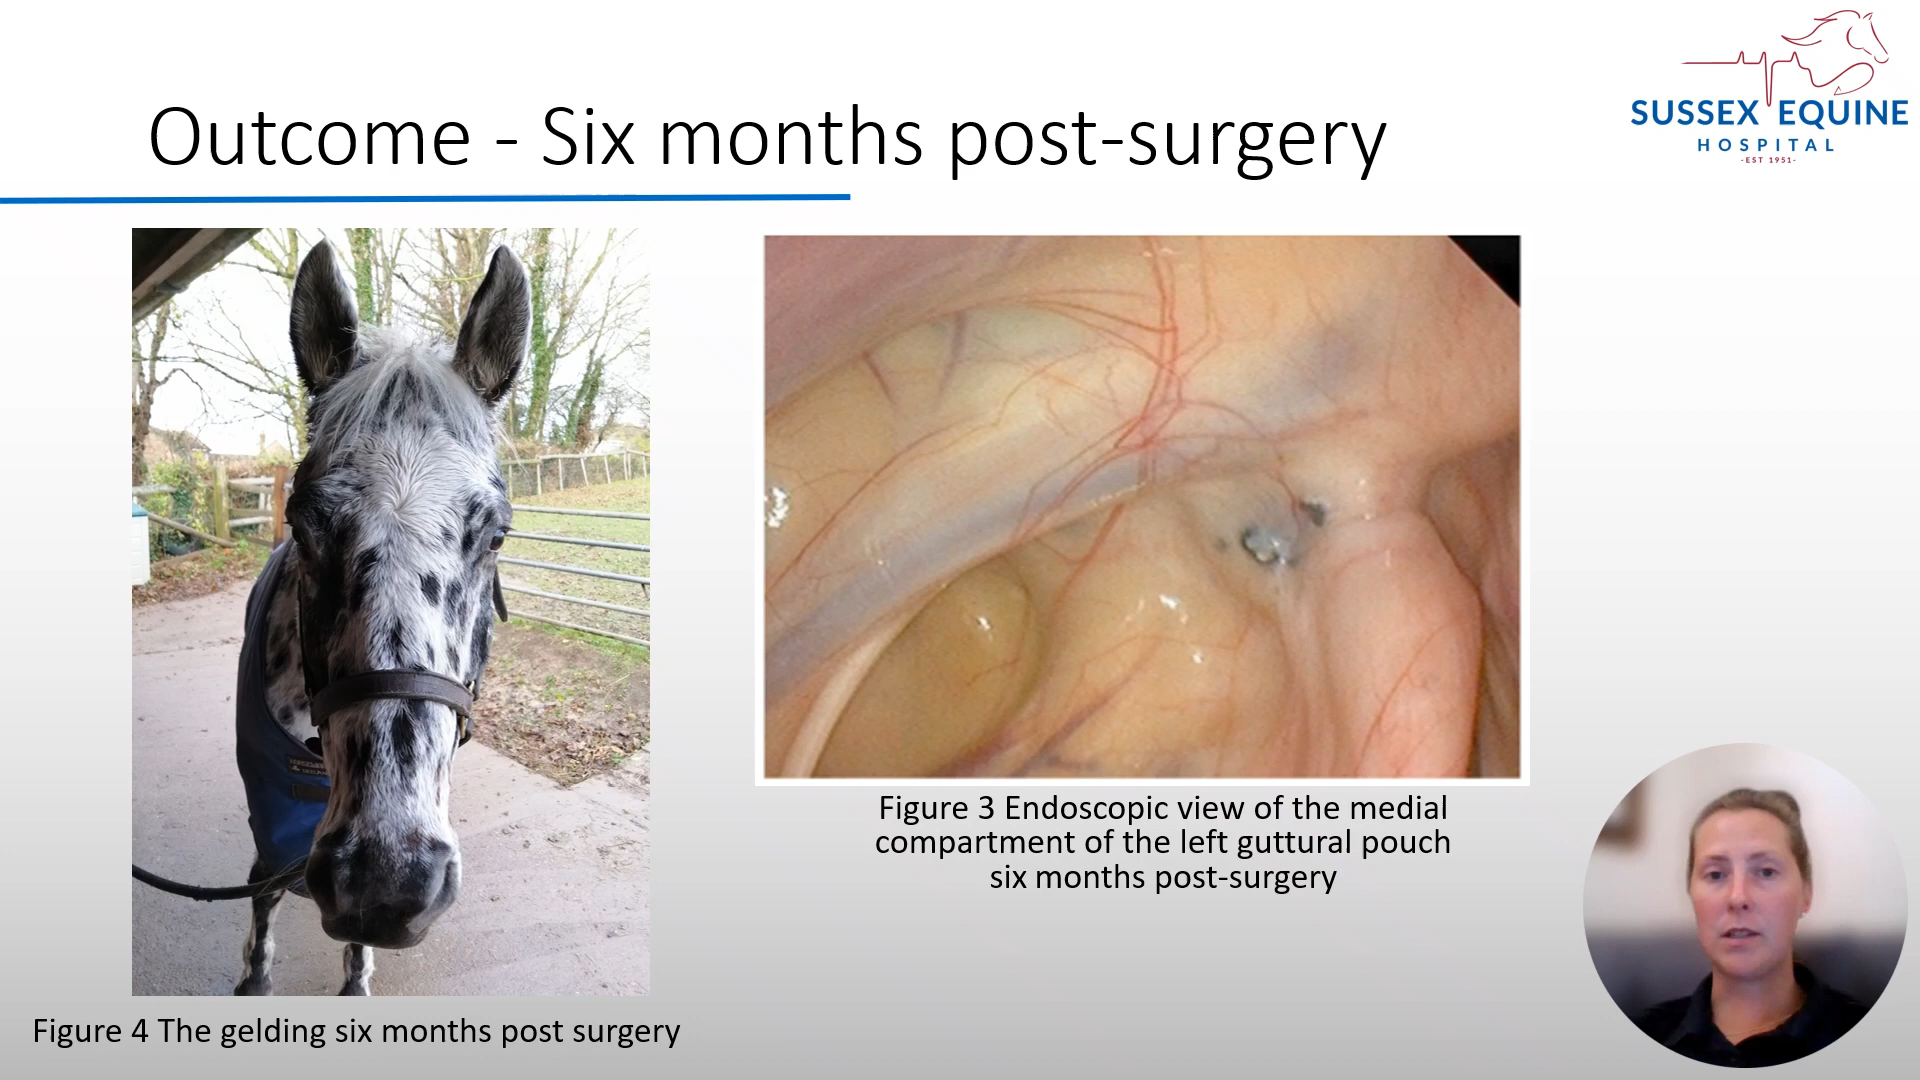 SUSSEX EQUINE
HOSPITAL
-EST 1951-
Outcome - Six months post-surgery
Figure 3 Endoscopic view of the medial
compartment of the left guttural pouch
six months post-surgery
Figure 4 The gelding six months post surgery